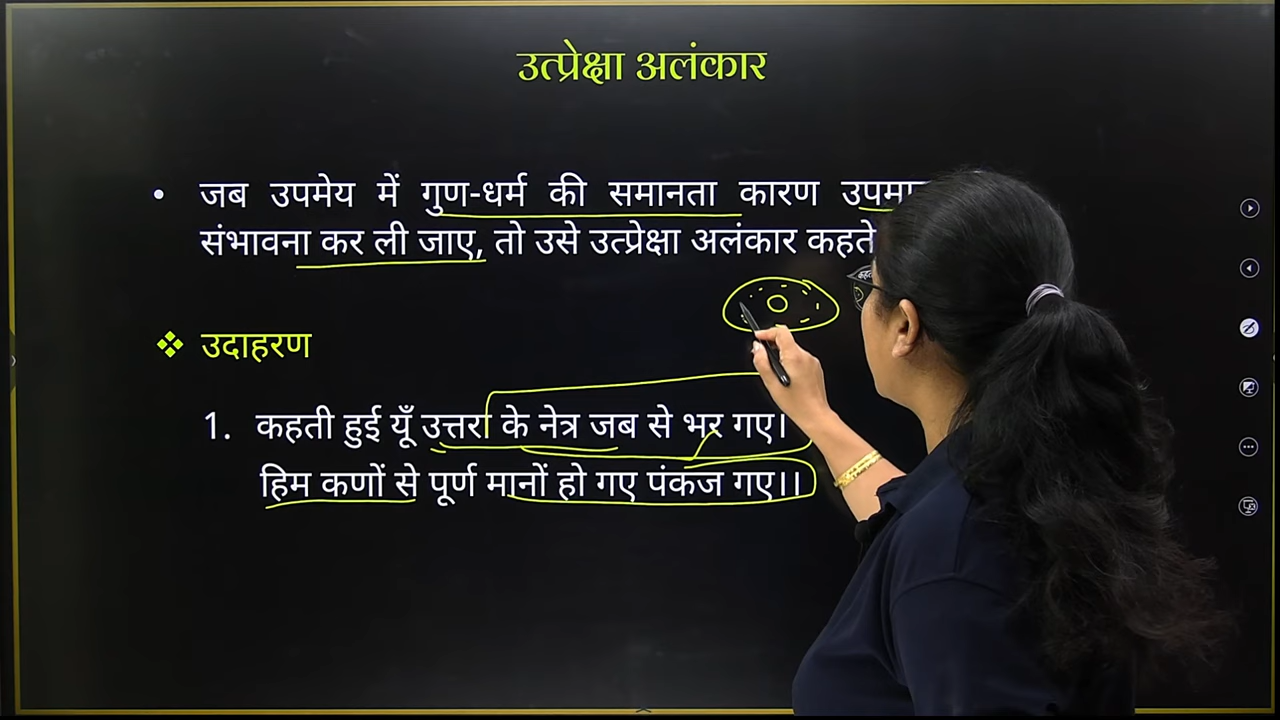 उत्प्रेक्षा अलंकार
• जब उपमेय में गुण-धर्म की समानता कारण
संभावना कर ली जाए, तो उसे उत्प्रेक्षा अलंकार कहते
❖ उदाहरण
1. कहती हुई यूँ उत्तरा के नेत्र जब से भर गए।
हिम कणों से पूर्ण मानों हो गए पंकज गए।।